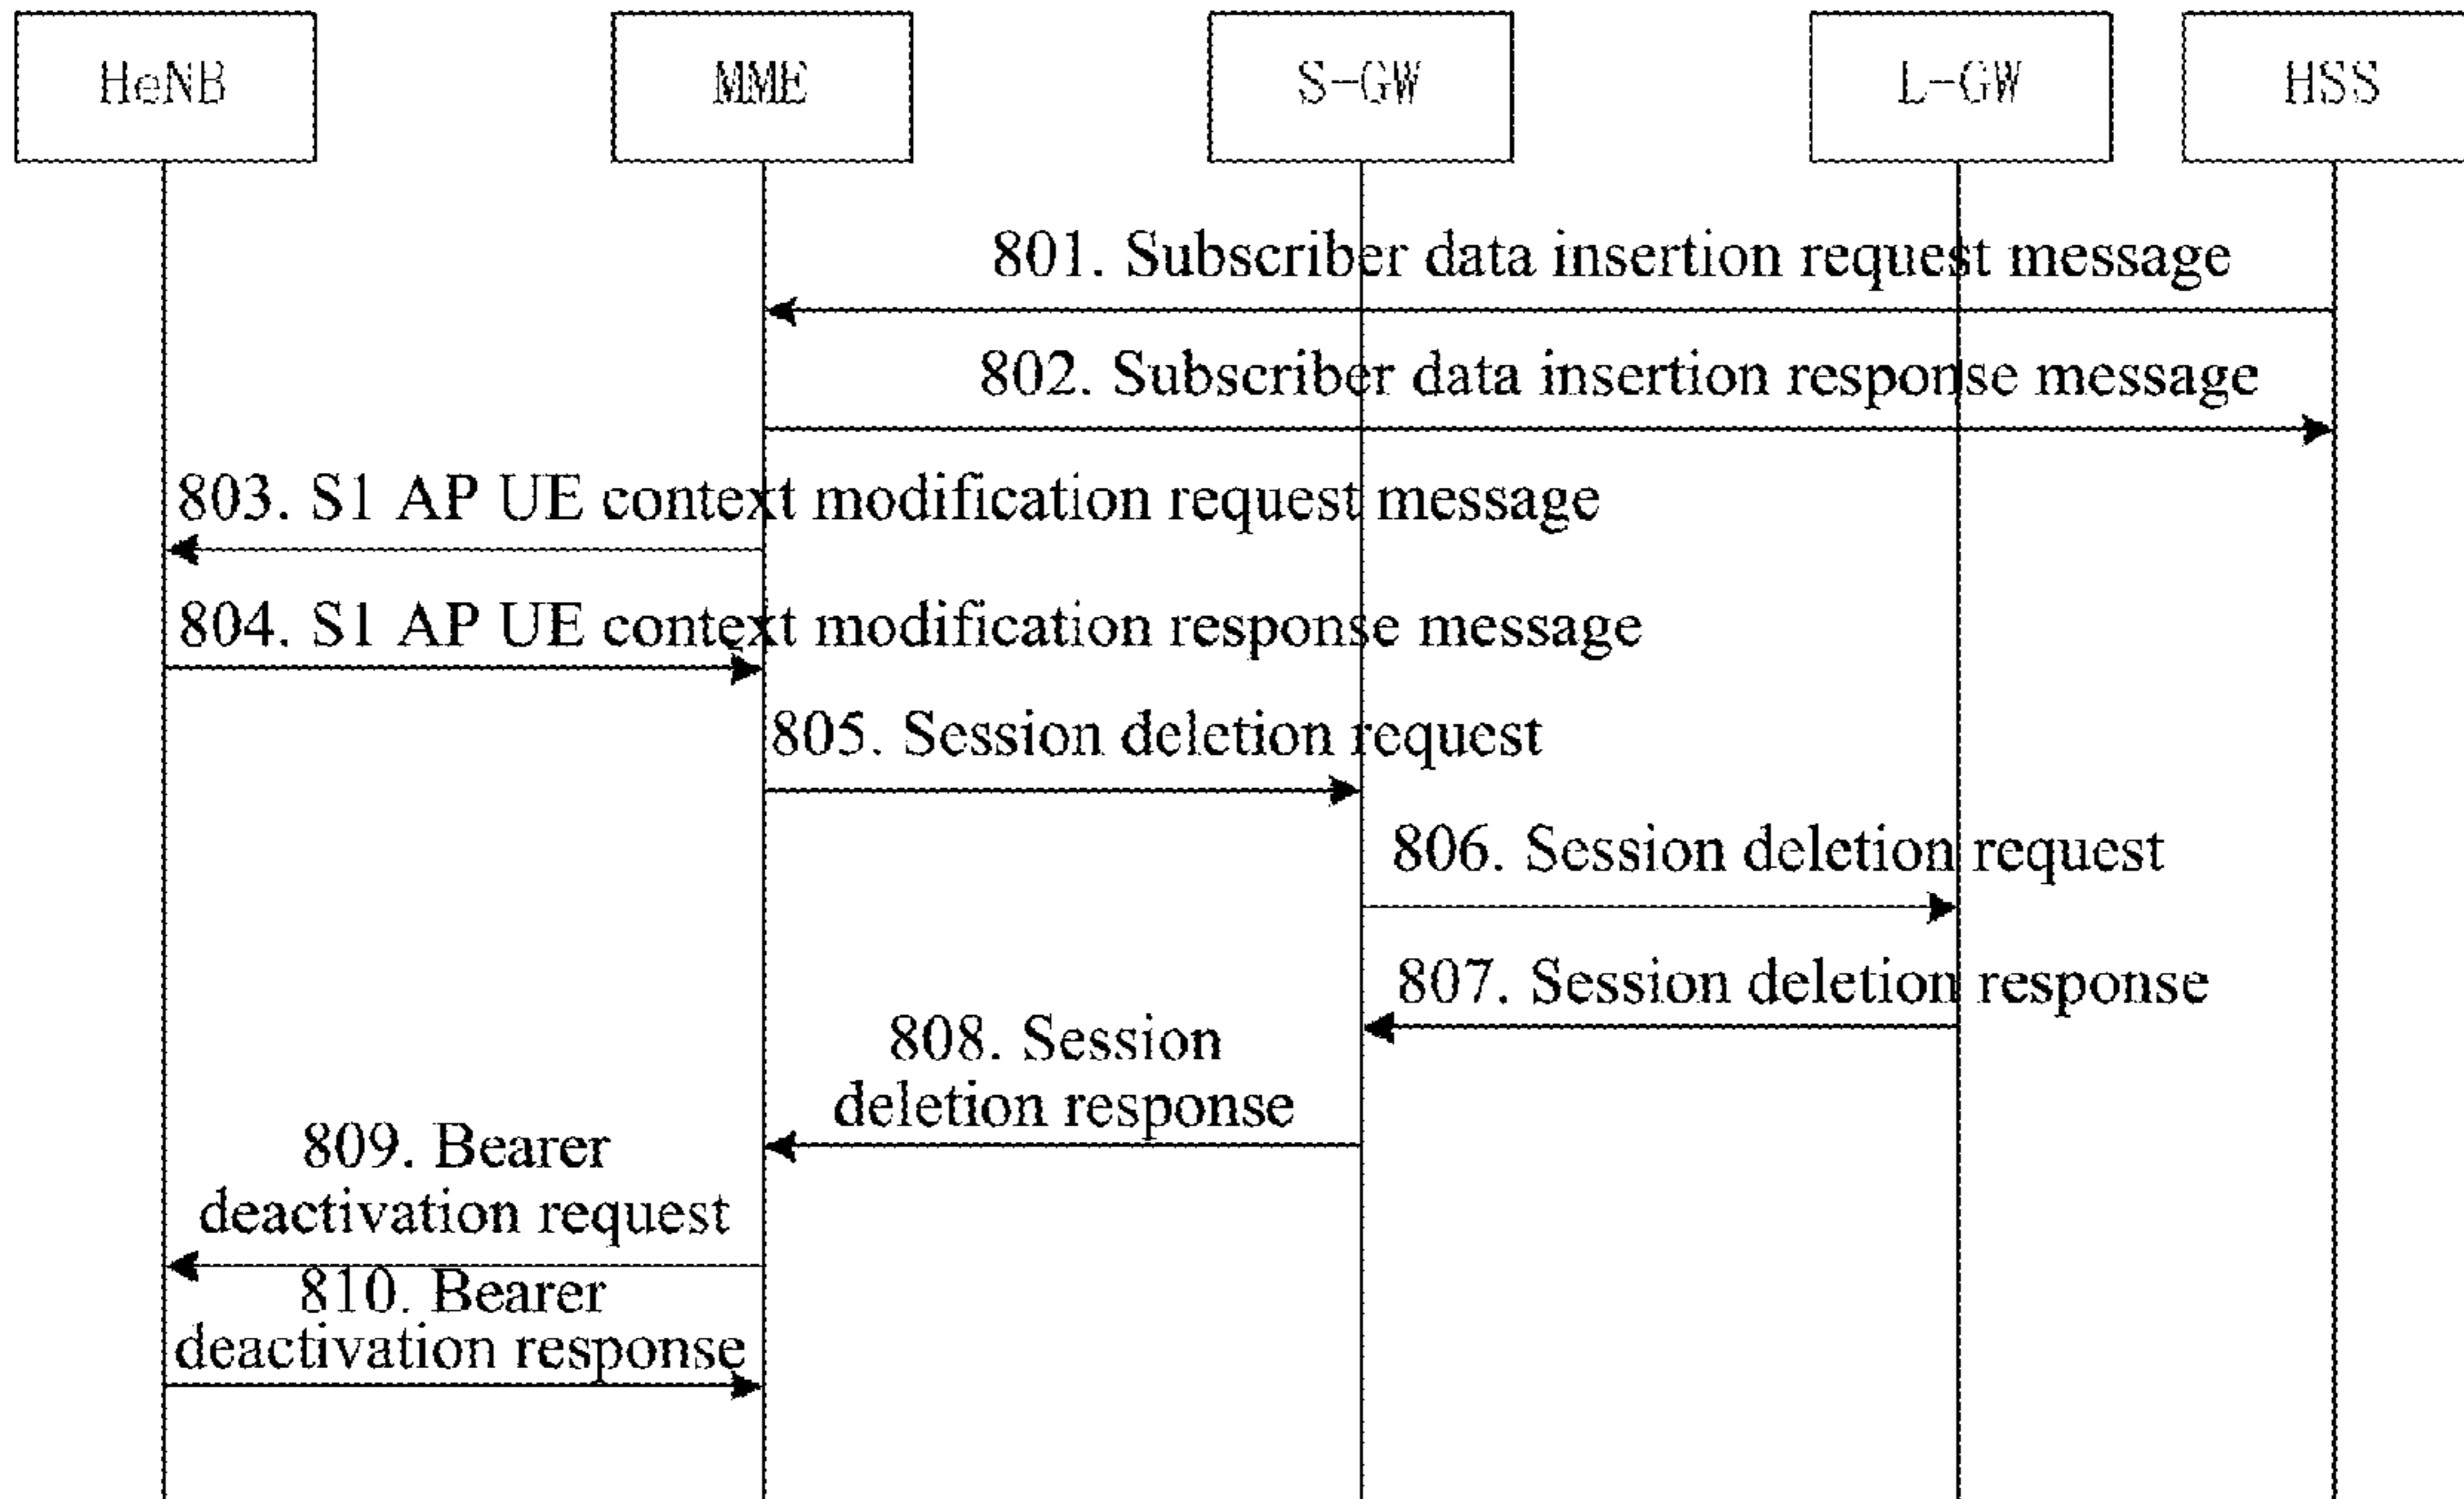 HeNB
MME
S-GW
L-GW
HSS
801. Subscriber data insertion request message
802. Subscriber data insertion response message
803. S1 AP UE context modification request message
804. S1 AP UE context modification response message
805. Session deletion request
806. Session deletion request
807. Session deletion response
808. Session
deletion response
809. Bearer
deactivation request
810. Bearer
deactivation response